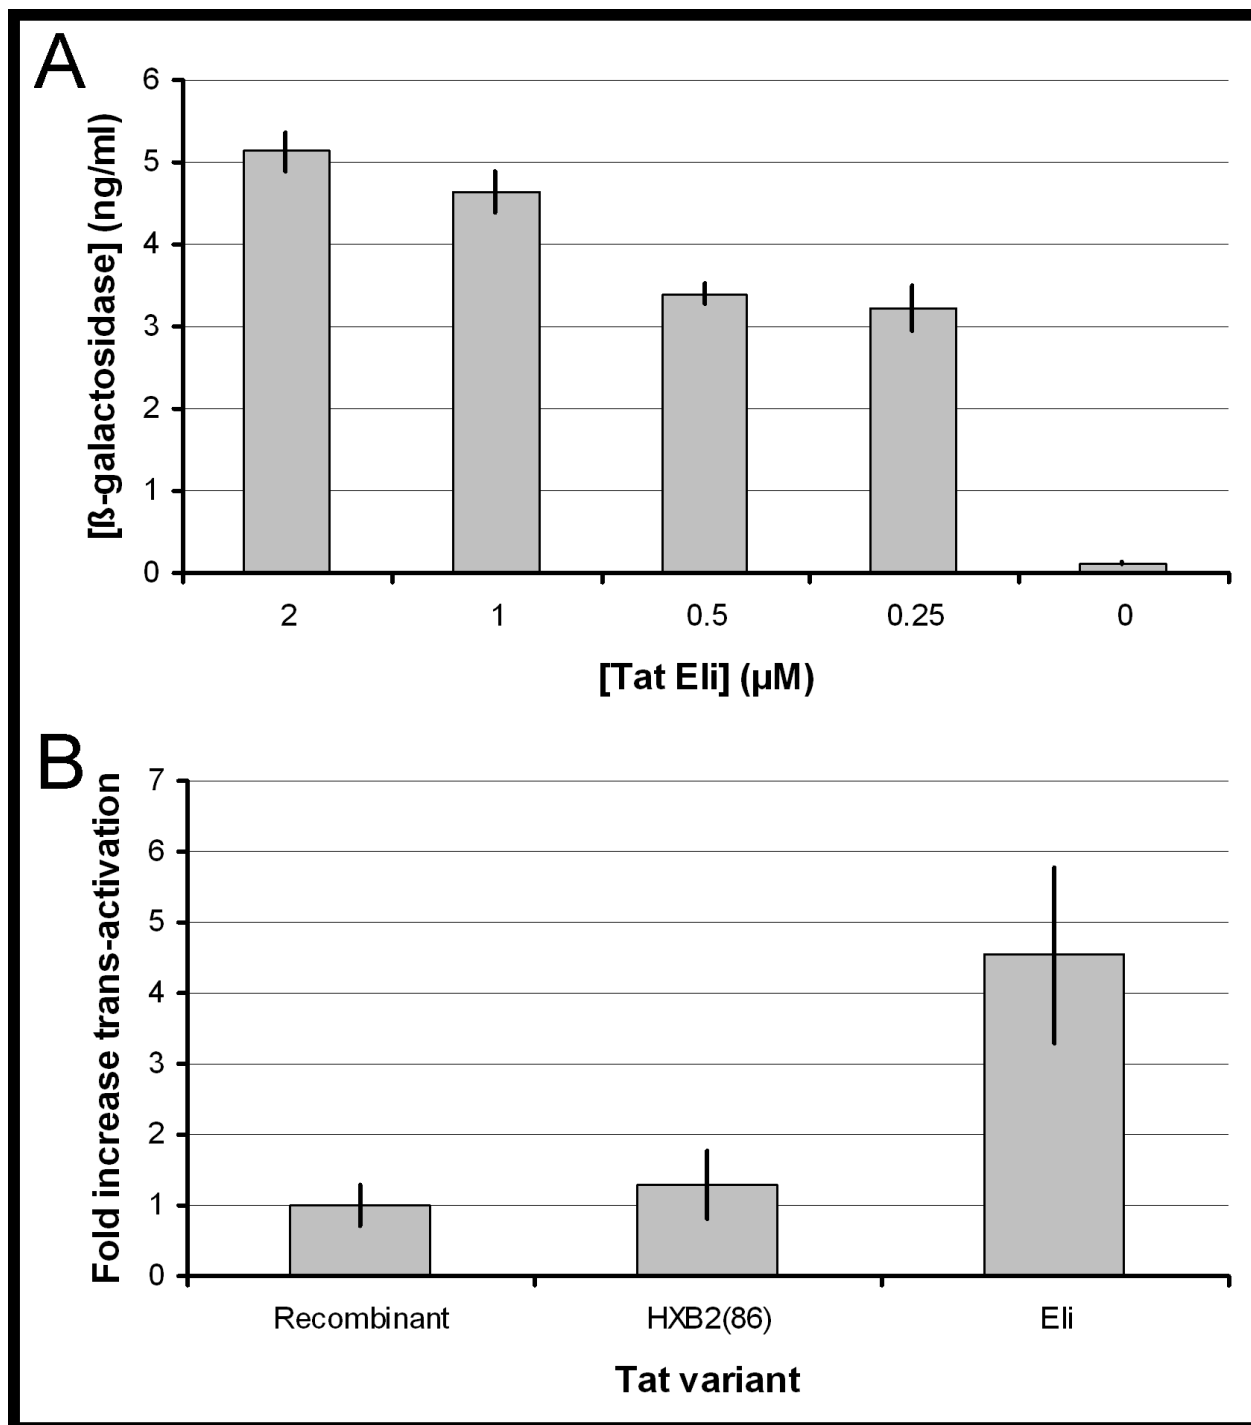 A
[ß-galactosidase] (ng/ml)
6
5
4
3
2
1
0
2 1 0.5 0.25 0
[Tat Eli] (µM)
B
Fold increase trans-activation
7
6
5
4
3
2
1
0
Recombinant HXB2(86) Eli
Tat variant